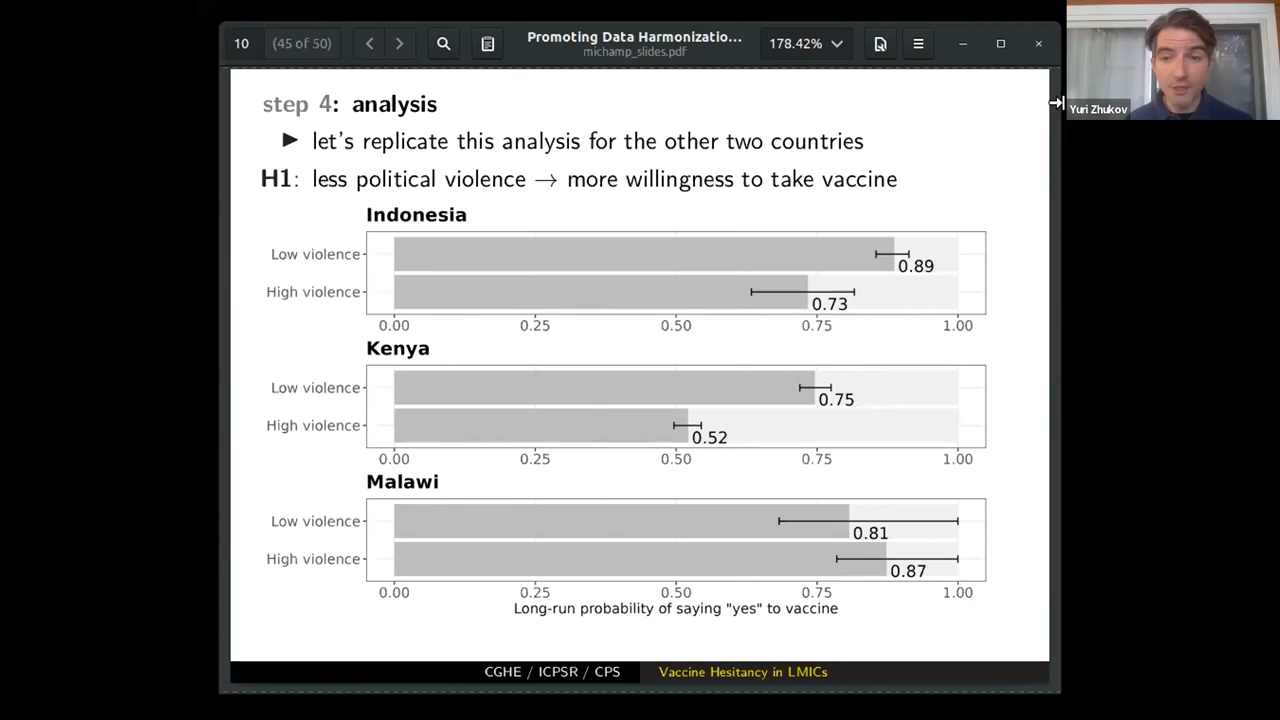 10 (45 of 50) Promoting Data Harmonizatio... 178.42%
michamp_slides.pdf
Yuri Zhukov
step 4: analysis
▶ let's replicate this analysis for the other two countries
H1: less political violence → more willingness to take vaccine
Indonesia
Low violence
0.89
High violence
0.73
0.00 0.25 0.50 0.75 1.00
Kenya
Low violence
0.75
High violence
0.52
0.00 0.25 0.50 0.75 1.00
Malawi
Low violence
0.81
High violence
0.87
0.00 0.25 0.50 0.75 1.00
Long-run probability of saying "yes" to vaccine
CGHE / ICPSR / CPS Vaccine Hesitancy in LMICs